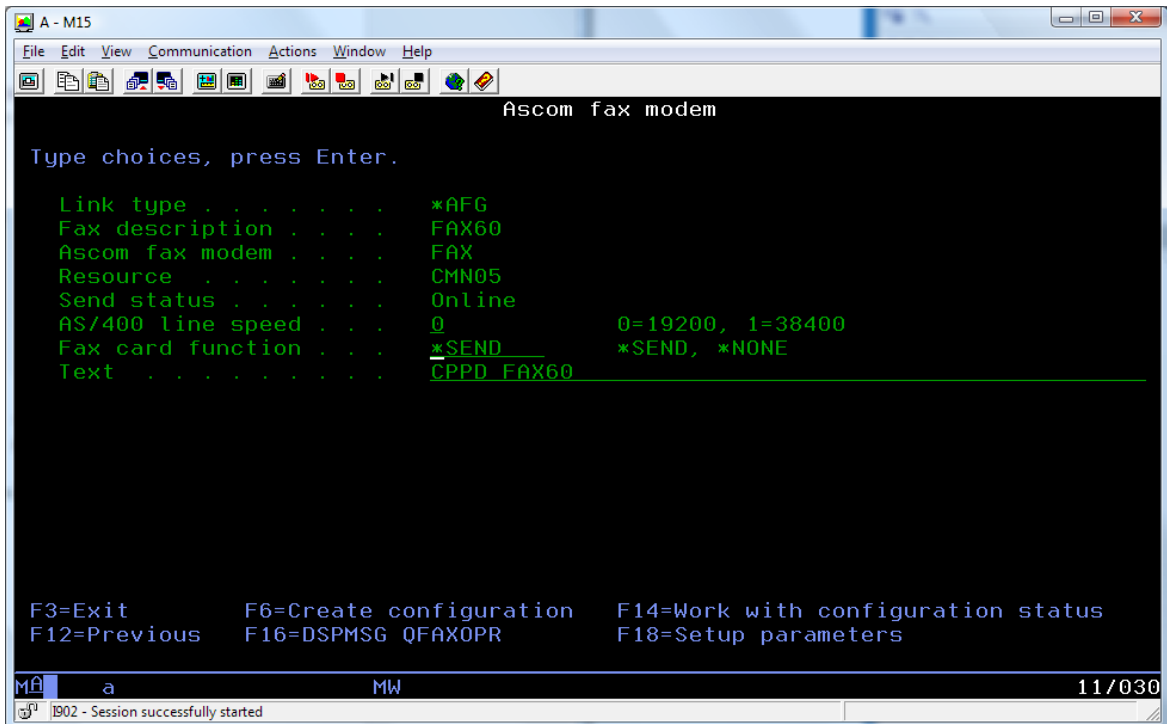 A - M15
File Edit View Communication Actions Window Help
Ascom fax modem
Type choices, press Enter.
Link type . . . . . . . *AFG
Fax description . . . . FAX60
Ascom fax modem . . . . FAX
Resource . . . . . . . CMN05
Send status . . . . . . Online
AS/400 line speed . . . 0 0=19200, 1=38400
Fax card function . . . *SEND *SEND, *NONE
Text . . . . . . . . . CPPD FAX60
F3=Exit F6=Create configuration F14=Work with configuration status
F12=Previous F16=DSPMSG QFAXOPR F18=Setup parameters
MA a MW 11/030
I902 - Session successfully started